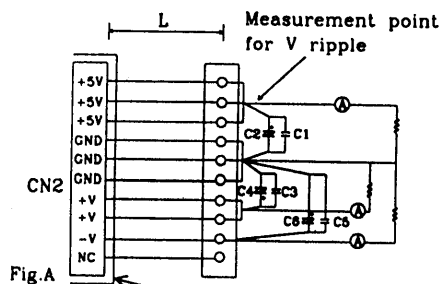 L
Measurement point
for V ripple
+5V
+5V
+5V
GND
GND
GND
+V
+V
-V
NC
CN2
A
C2 C1
C4 C3
C6 C5
A
A
Fig.A